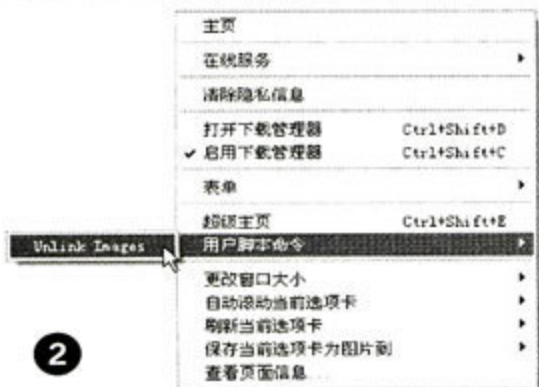 主页
在线服务
清除隐私信息
打开下载管理器 Ctrl+Shift+D
✓ 启用下载管理器 Ctrl+Shift+C
表单
超级主页 Ctrl+Shift+E
Unlink Images 用户脚本命令
更改窗口大小
自动滚动当前选项卡
刷新当前选项卡
保存当前选项卡为图片到
查看页面信息...
2